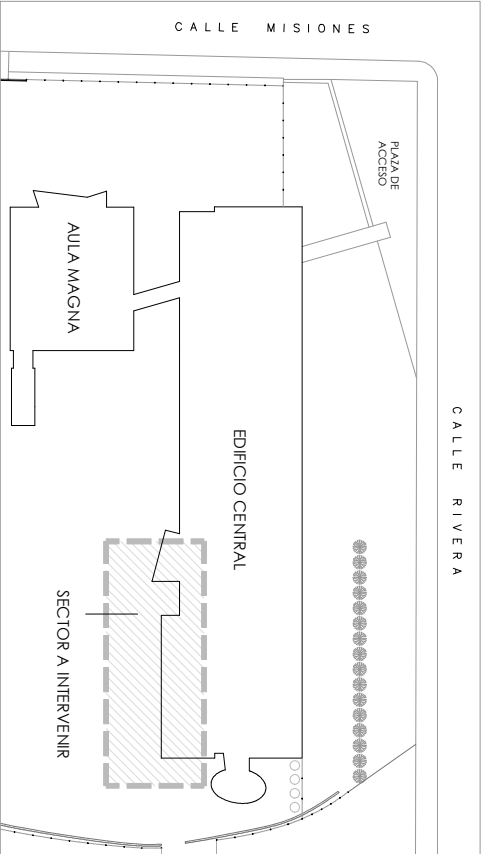 CALLE MISIONES
PLAZA DE
ACCESO
AULA MAGNA
EDIFICIO CENTRAL
CALLE RIVERA
SECTOR A INTERVENIR